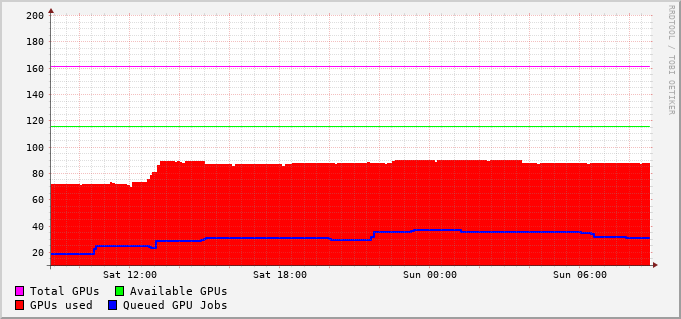 RRDTOOL / TOBI OETIKER
200
180
160
140
120
100
80
60
40
20
Sat 12:00 Sat 18:00 Sun 00:00 Sun 06:00
Total GPUs Available GPUs
GPUs used Queued GPU Jobs